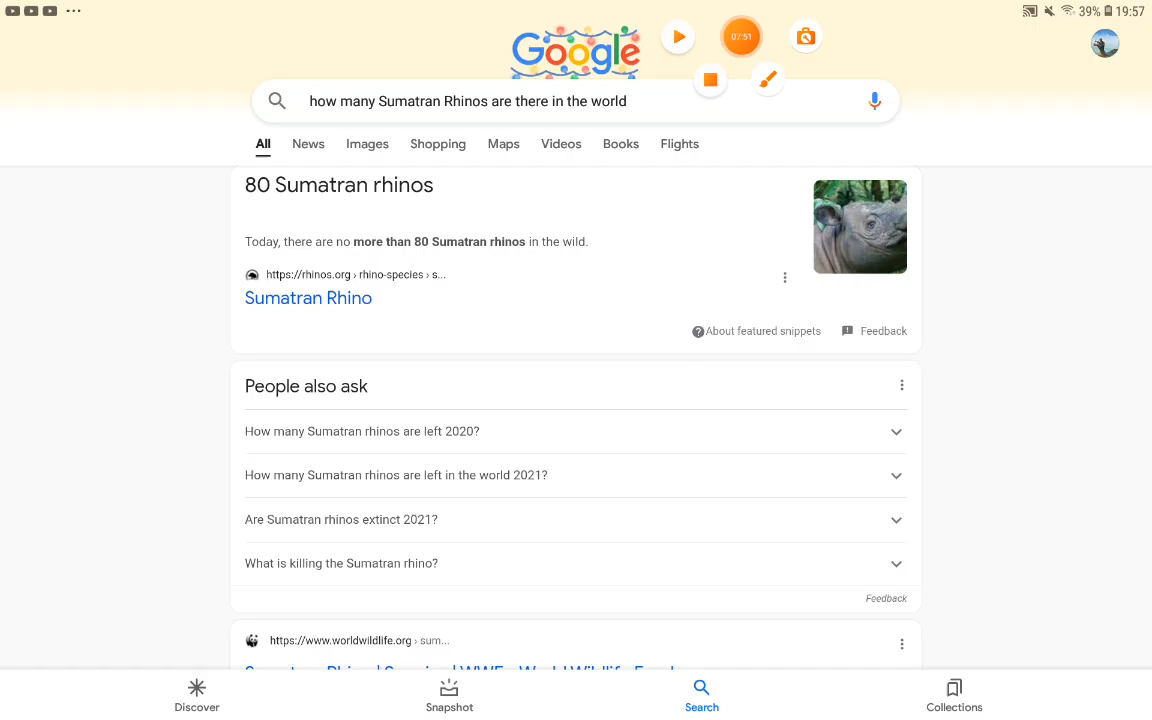 39% 19:57
Google
07:51
how many Sumatran Rhinos are there in the world
All News Images Shopping Maps Videos Books Flights
80 Sumatran rhinos
Today, there are no more than 80 Sumatran rhinos in the wild.
https://rhinos.org › rhino-species › s...
Sumatran Rhino
About featured snippets Feedback
People also ask
How many Sumatran rhinos are left 2020?
How many Sumatran rhinos are left in the world 2021?
Are Sumatran rhinos extinct 2021?
What is killing the Sumatran rhino?
Feedback
https://www.worldwildlife.org › sum...
Discover Snapshot Search Collections